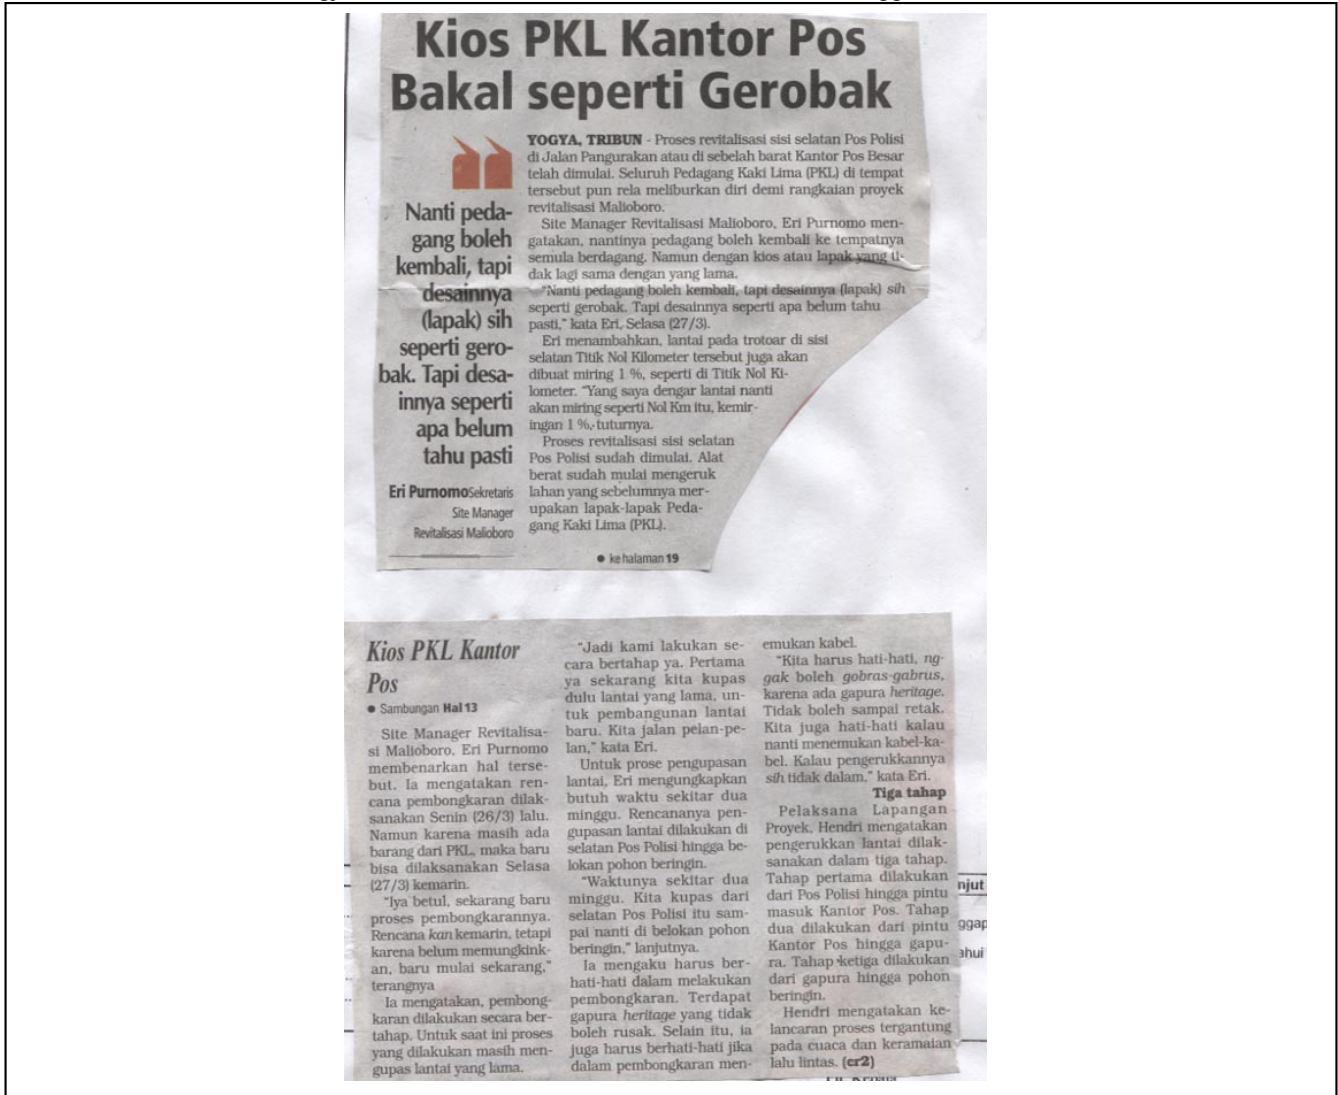 Kios PKL Kantor Pos
Bakal seperti Gerobak
Nanti peda-
gang boleh
kembali, tapi
desainnya
(lapak) sih
seperti gero-
bak. Tapi desa-
innya seperti
apa belum
tahu pasti
Eri PurnomoSekretaris
Site Manager
Revitalisasi Malioboro
YOGYA, TRIBUN - Proses revitalisasi sisi selatan Pos Polisi
di Jalan Pangurakan atau di sebelah barat Kantor Pos Besar
telah dimulai. Seluruh Pedagang Kaki Lima (PKL) di tempat
tersebut pun rela meliburkan diri demi rangkaian proyek
revitalisasi Malioboro.
Site Manager Revitalisasi Malioboro, Eri Purnomo men-
gatakan, nantinya pedagang boleh kembali ke tempatnya
semula berdagang. Namun dengan kios atau lapak yang ti-
dak lagi sama dengan yang lama.
"Nanti pedagang boleh kembali, tapi desainnya (lapak) sih
seperti gerobak. Tapi desainnya seperti apa belum tahu
pasti," kata Eri, Selasa (27/3).
Eri menambahkan, lantai pada trotoar di sisi
selatan Titik Nol Kilometer tersebut juga akan
dibuat miring 1 %, seperti di Titik Nol Ki-
lometer. "Yang saya dengar lantai nanti
akan miring seperti Nol Km itu, kemir-
ingan 1 %,tuturnya.
Proses revitalisasi sisi selatan
Pos Polisi sudah dimulai. Alat
berat sudah mulai mengeruk
lahan yang sebelumnya mer-
upakan lapak-lapak Peda-
gang Kaki Lima (PKL).
● ke halaman 19
Kios PKL Kantor
Pos
● Sambungan Hal 13
Site Manager Revitalisa-
si Malioboro, Eri Purnomo
membenarkan hal terse-
but. Ia mengatakan ren-
cana pembongkaran dilak-
sanakan Senin (26/3) lalu.
Namun karena masih ada
barang dari PKL, maka baru
bisa dilaksanakan Selasa
(27/3) kemarin.
"Iya betul, sekarang baru
proses pembongkarannya.
Rencana kan kemarin, tetapi
karena belum memungkink-
an, baru mulai sekarang,"
terangnya
Ia mengatakan, pembong-
karan dilakukan secara ber-
tahap. Untuk saat ini proses
yang dilakukan masih men-
gupas lantai yang lama.
"Jadi kami lakukan se-
cara bertahap ya. Pertama
ya sekarang kita kupas
dulu lantai yang lama, un-
tuk pembangunan lantai
baru. Kita jalan pelan-pe-
lan," kata Eri.
Untuk prose pengupasan
lantai, Eri mengungkapkan
butuh waktu sekitar dua
minggu. Rencananya pen-
gupasan lantai dilakukan di
selatan Pos Polisi hingga be-
lokan pohon beringin.
"Waktunya sekitar dua
minggu. Kita kupas dari
selatan Pos Polisi itu sam-
pai nanti di belokan pohon
beringin," lanjutnya.
Ia mengaku harus ber-
hati-hati dalam melakukan
pembongkaran. Terdapat
gapura heritage yang tidak
boleh rusak. Selain itu, ia
juga harus berhati-hati jika
dalam pembongkaran men-
emukan kabel.
"Kita harus hati-hati, ng-
gak boleh gobras-gabrus,
karena ada gapura heritage.
Tidak boleh sampai retak.
Kita juga hati-hati kalau
nanti menemukan kabel-ka-
bel. Kalau pengerukkannya
sih tidak dalam," kata Eri.
Tiga tahap
Pelaksana Lapangan
Proyek, Hendri mengatakan
pengerukkan lantai dilak-
sanakan dalam tiga tahap.
Tahap pertama dilakukan
dari Pos Polisi hingga pintu
masuk Kantor Pos. Tahap
dua dilakukan dari pintu
Kantor Pos hingga gapu-
ra. Tahap ketiga dilakukan
dari gapura hingga pohon
beringin.
Hendri mengatakan ke-
lancaran proses tergantung
pada cuaca dan keramaian
lalu lintas. (cr2)
njut
ggap
ahui